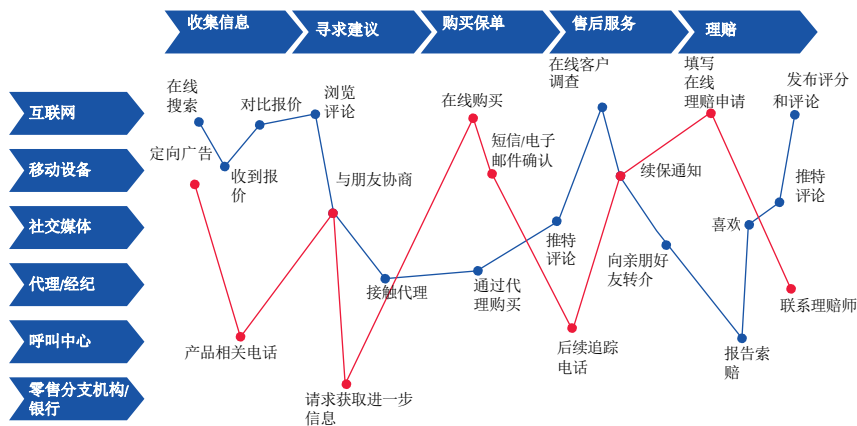 收集信息
寻求建议
购买保单
售后服务
理赔
互联网
移动设备
社交媒体
代理/经纪
呼叫中心
零售分支机构/
银行
在线
搜索
定向广告
收到报
价
对比报价
浏览
评论
与朋友协商
接触代理
产品相关电话
请求获取进一步
信息
在线购买
短信/电子
邮件确认
通过代
理购买
推特
评论
后续追踪
电话
在线客户
调查
续保通知
向亲朋好
友转介
填写
在线
理赔申请
报告索
赔
喜欢
推特
评论
发布评分
和评论
联系理赔师